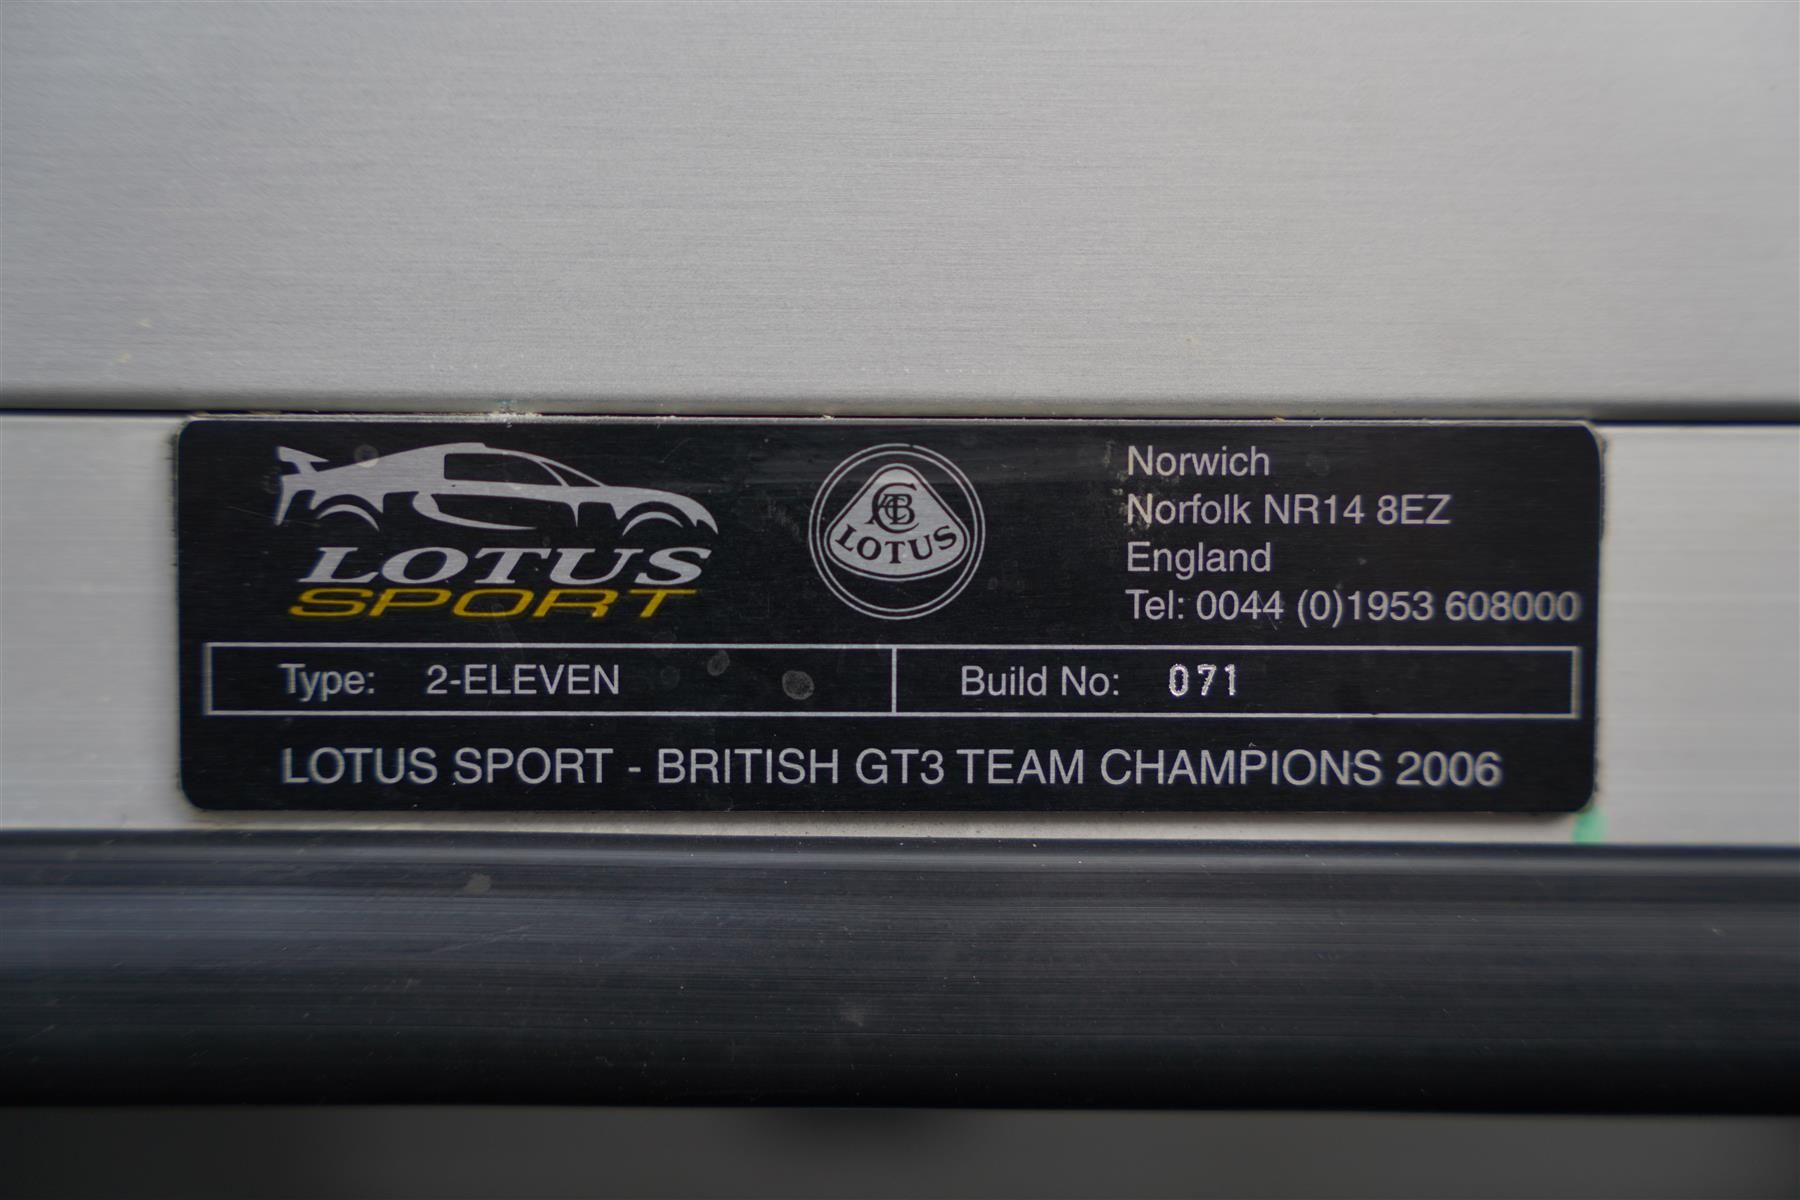 LOTUS
SPORT
ACBC
LOTUS
Norwich
Norfolk NR14 8EZ
England
Tel: 0044 (0)1953 608000
Type: 2-ELEVEN
Build No: 071
LOTUS SPORT - BRITISH GT3 TEAM CHAMPIONS 2006